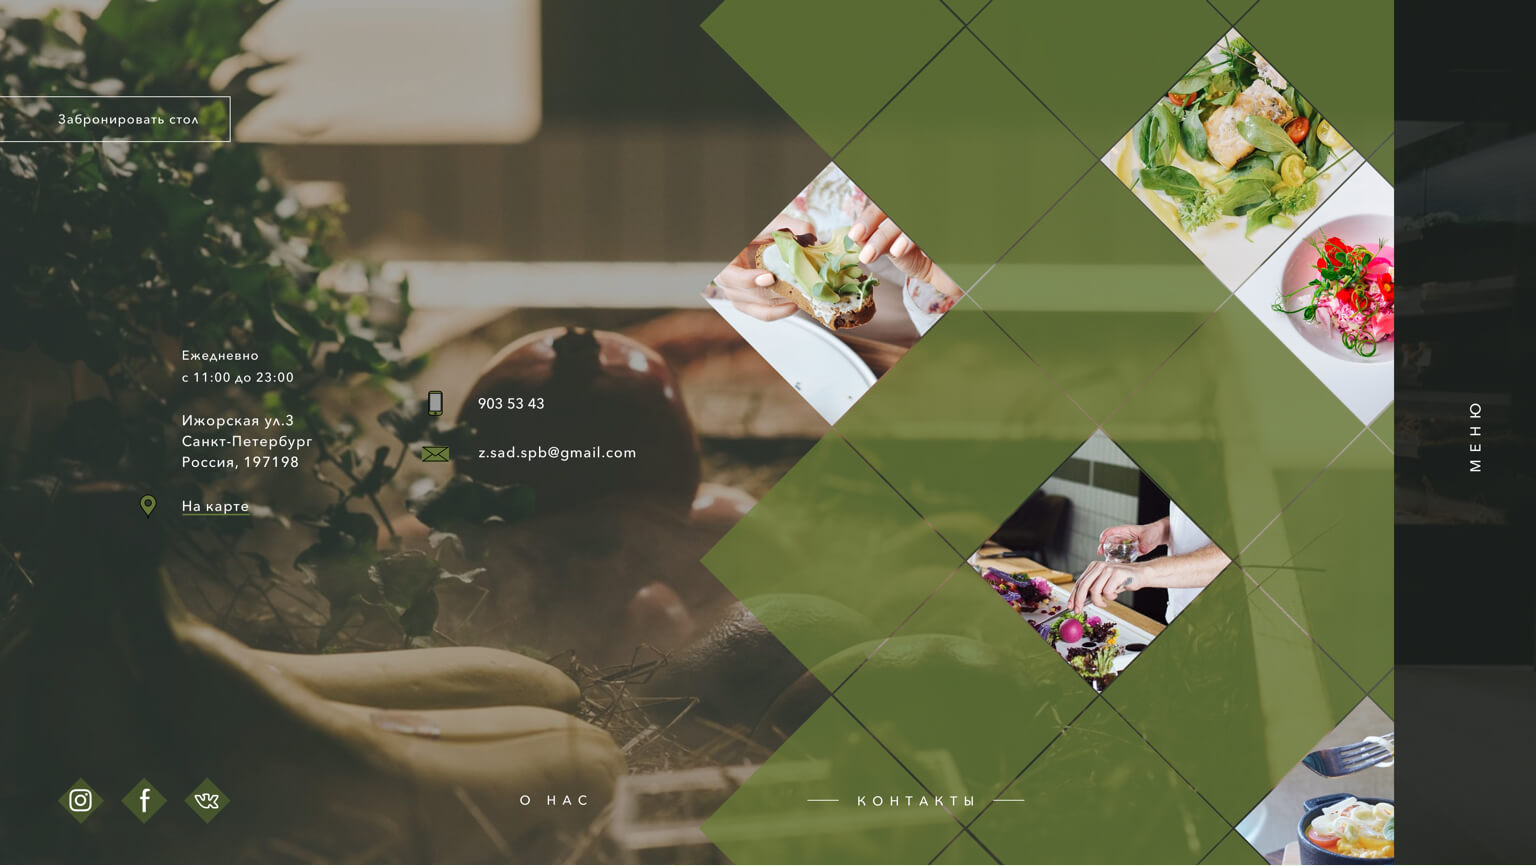 Забронировать стол
Ежедневно
с 11:00 до 23:00
Ижорская ул.3
Санкт-Петербург
Россия, 197198
На карте
903 53 43
z.sad.spb@gmail.com
МЕНЮ
О НАС
КОНТАКТЫ